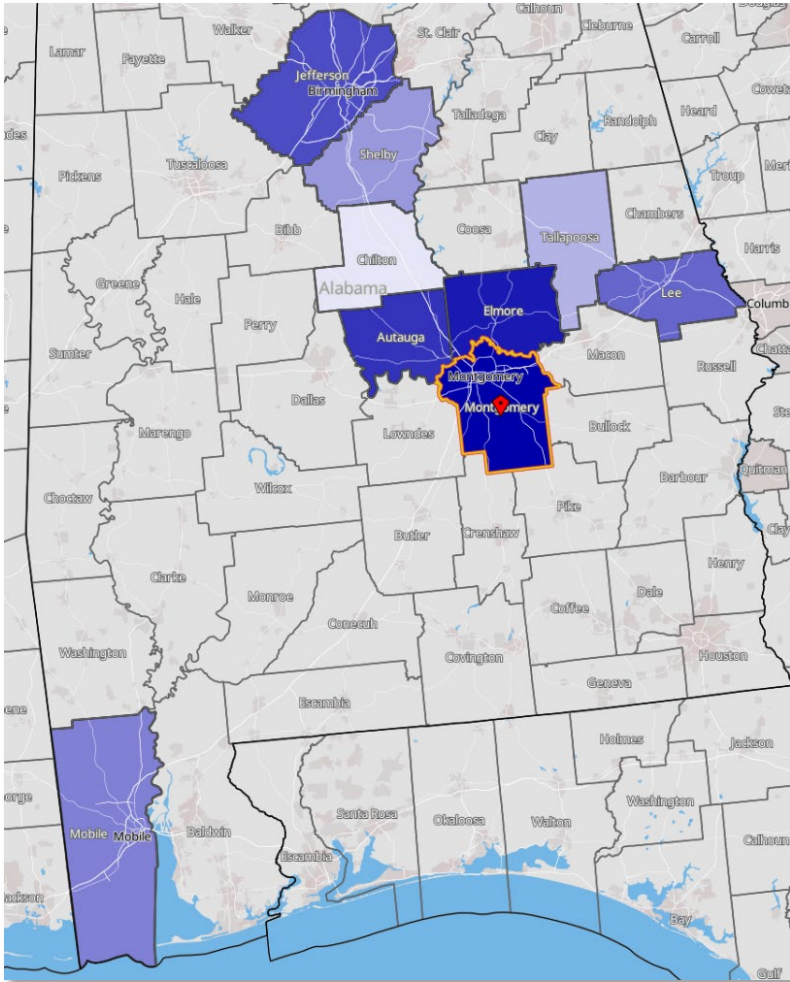 Calhoun
Cleburne
Walker
St. Clair
Carroll
Lamar
Fayette
Jefferson
Birmingham
Talladega
Heard
Randolph
Clay
Shelby
Tuscaloosa
Pickens
Troup
Chambers
Bibb
Coosa
Tallapoosa
Harris
Chilton
Greene
Hale
Alabama
Lee
Elmore
Perry
Autauga
Sumter
Macon
Russell
Montgomery
Dallas
Montgomery
Lowndes
Bullock
Marengo
Barbour
Quitman
Wilcox
Choctaw
Pike
Butler
Crenshaw
Henry
Clarke
Dale
Monroe
Coffee
Conecuh
Washington
Covington
Houston
Geneva
Escambia
Holmes
Jackson
Washington
Santa Rosa
Okaloosa
Walton
Baldwin
Mobile
Mobile
Calhoun
Escambia
Bay
Gulf